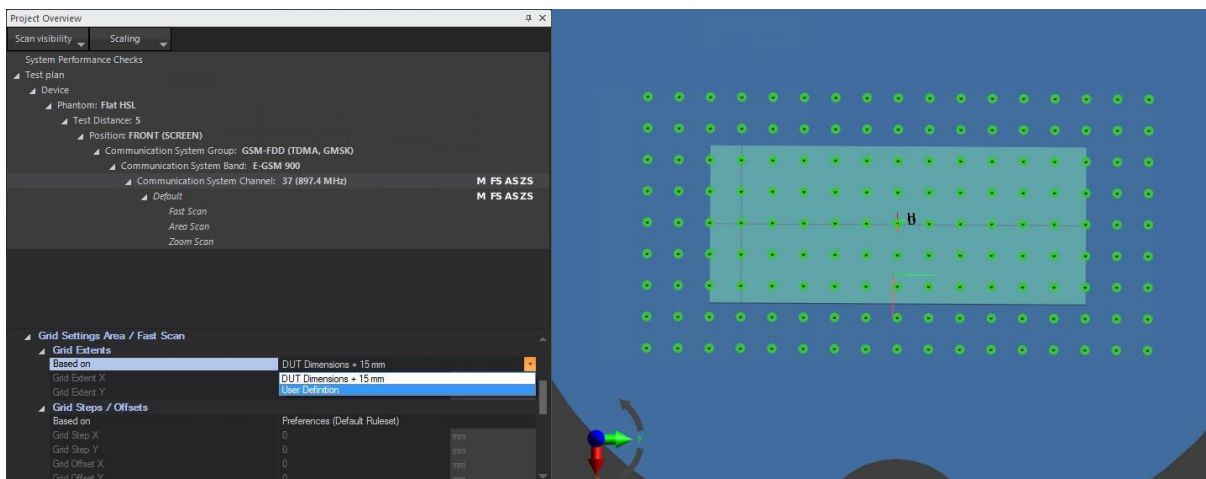 Project Overview
Scan visibility Scaling
System Performance Checks
Test plan
Device
Phantom: Flat HSL
Test Distance: 5
Position: FRONT (SCREEN)
Communication System Group: GSM-FDD (TDMA, GMSK)
Communication System Band: E-GSM 900
Communication System Channel: 37 (897.4 MHz) M FS AS ZS
Default M FS AS ZS
Fast Scan
Area Scan
Zoom Scan
Grid Settings Area / Fast Scan
Grid Extents
Based on DUT Dimensions + 15 mm
Grid Extent X DUT Dimensions + 15 mm
Grid Extent Y User Definition
Grid Steps / Offsets
Based on Preferences (Default Ruleset)
Grid Step X 0 mm
Grid Step Y 0 mm
Grid Offset X 0 mm
Grid Offset Y 0
y